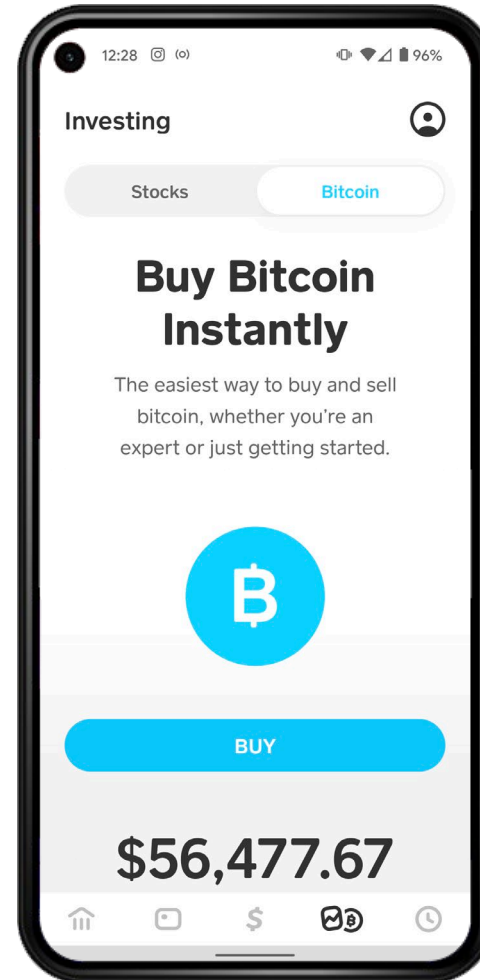 12:28 96%
Investing
Stocks Bitcoin
Buy Bitcoin
Instantly
The easiest way to buy and sell
bitcoin, whether you’re an
expert or just getting started.
BUY
$56,477.67